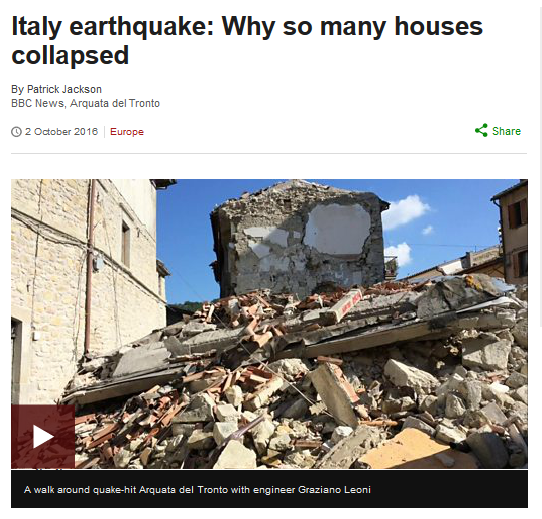 Italy earthquake: Why so many houses
collapsed
By Patrick Jackson
BBC News, Arquata del Tronto
2 October 2016 Europe
Share
A walk around quake-hit Arquata del Tronto with engineer Graziano Leoni